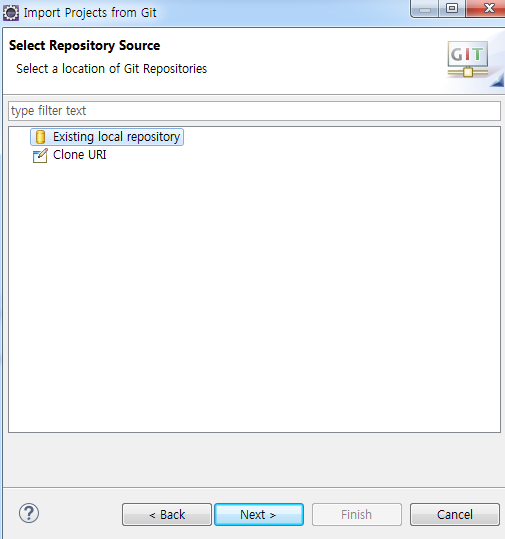 Import Projects from Git
Select Repository Source
Select a location of Git Repositories
GIT
type filter text
Existing local repository
Clone URI
?
< Back
Next >
Finish
Cancel